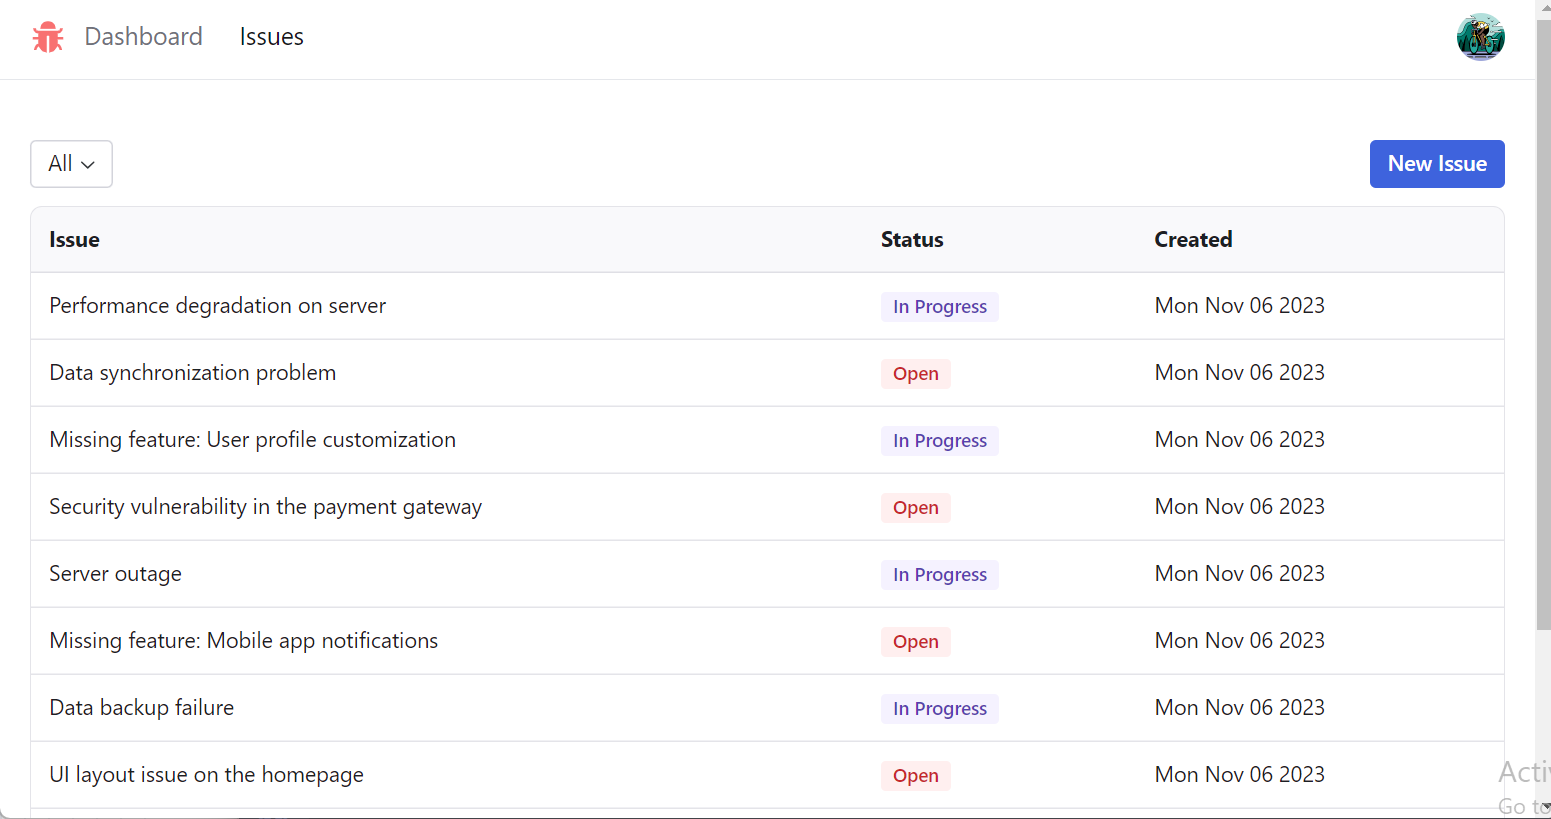 Dashboard Issues
All
New Issue
Issue Status Created
Performance degradation on server In Progress Mon Nov 06 2023
Data synchronization problem Open Mon Nov 06 2023
Missing feature: User profile customization In Progress Mon Nov 06 2023
Security vulnerability in the payment gateway Open Mon Nov 06 2023
Server outage In Progress Mon Nov 06 2023
Missing feature: Mobile app notifications Open Mon Nov 06 2023
Data backup failure In Progress Mon Nov 06 2023
UI layout issue on the homepage Open Mon Nov 06 2023
Acti
Go to